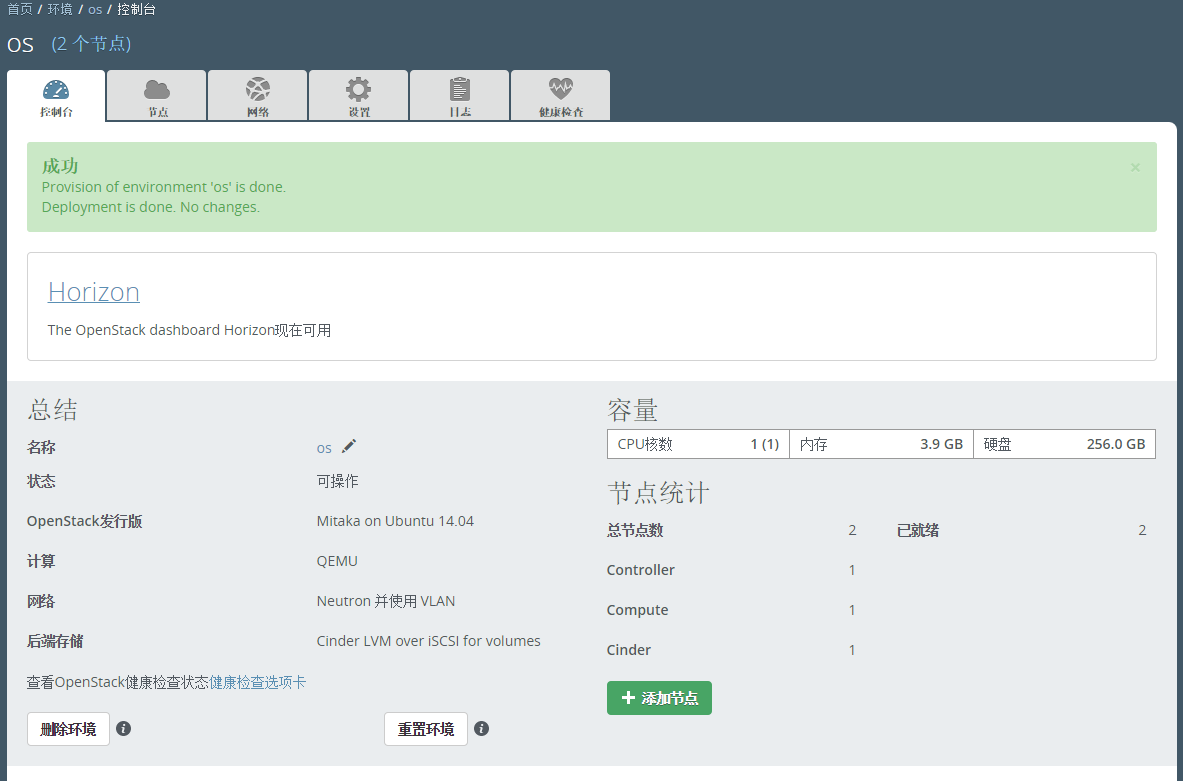 首页 / 环境 / os / 控制台
OS (2 个节点)
控制台 节点 网络 设置 日志 健康检查
成功 ×
Provision of environment 'os' is done.
Deployment is done. No changes.
Horizon
The OpenStack dashboard Horizon现在可用
总结
名称 os
状态 可操作
OpenStack发行版 Mitaka on Ubuntu 14.04
计算 QEMU
网络 Neutron 并使用 VLAN
后端存储 Cinder LVM over iSCSI for volumes
查看OpenStack健康检查状态健康检查选项卡
删除环境 重置环境
容量
CPU核数 1 (1) 内存 3.9 GB 硬盘 256.0 GB
节点统计
总节点数 2 已就绪 2
Controller 1
Compute 1
Cinder 1
+ 添加节点